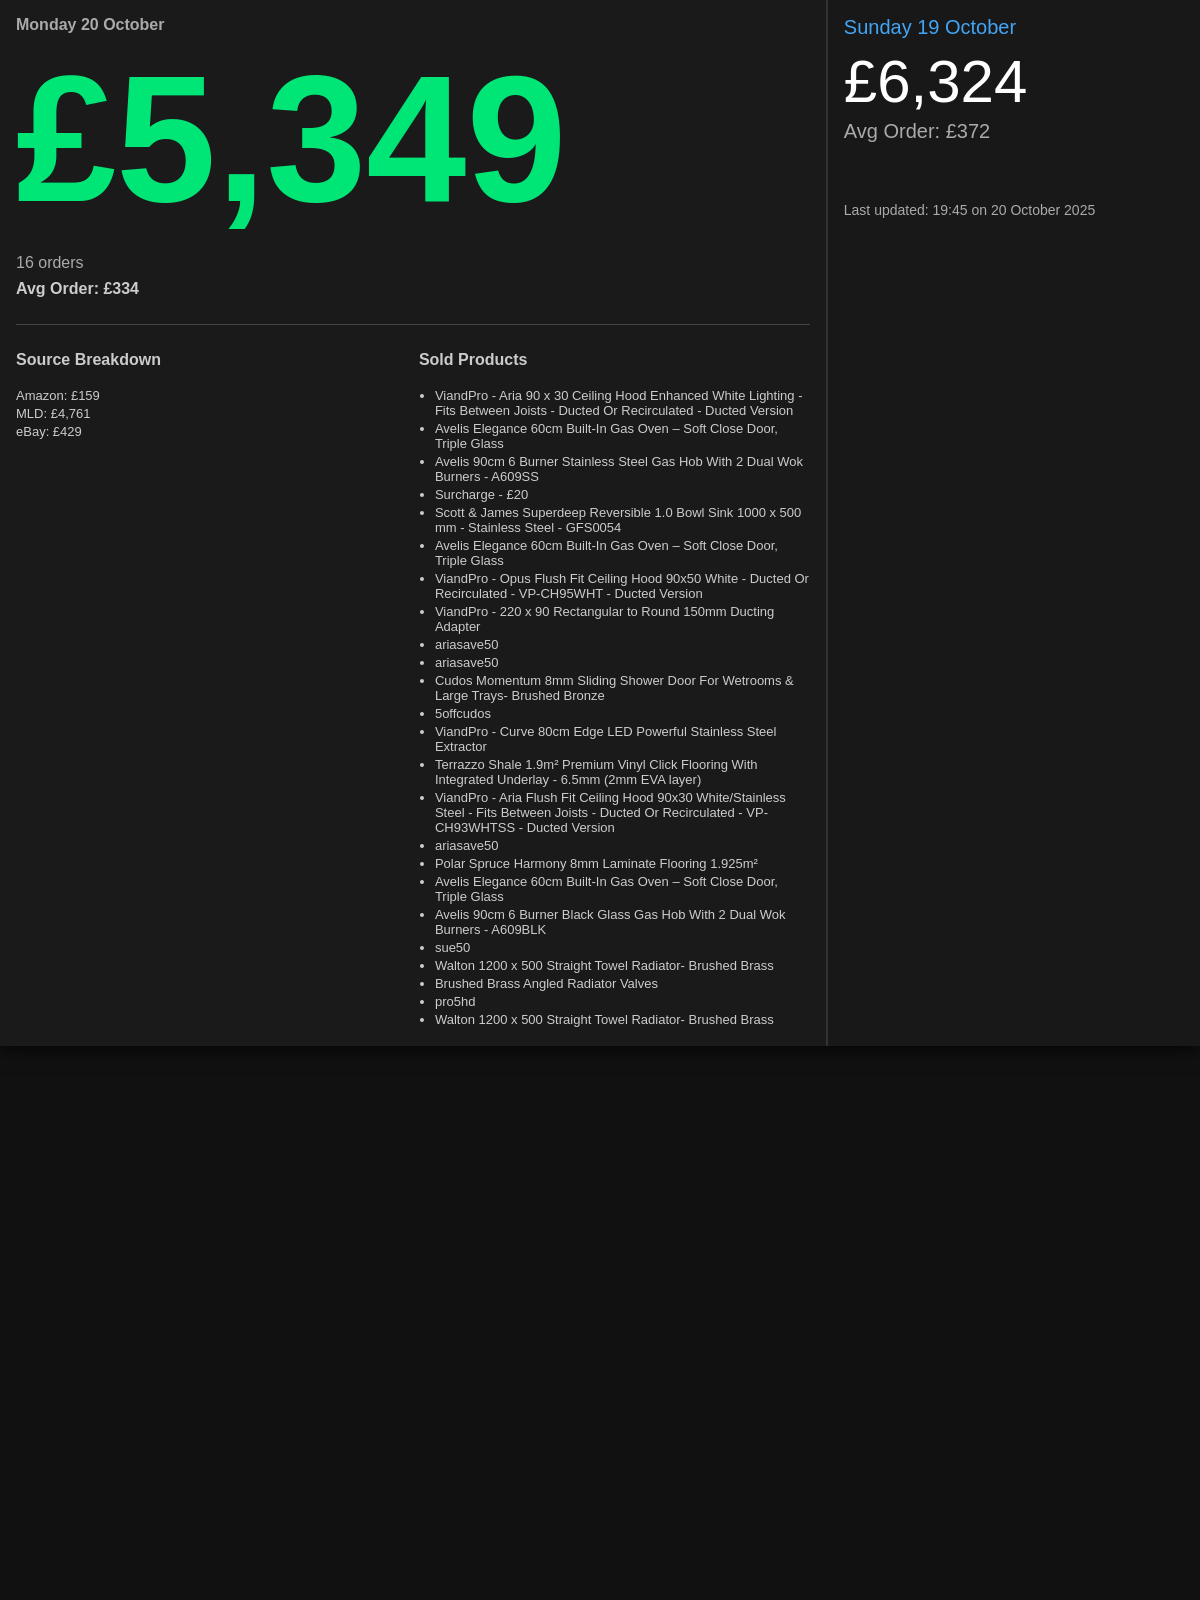 Monday 20 October
£5,349
16 orders
Avg Order: £334
Source Breakdown
Amazon: £159
MLD: £4,761
eBay: £429
Sold Products
• ViandPro - Aria 90 x 30 Ceiling Hood Enhanced White Lighting -
Fits Between Joists - Ducted Or Recirculated - Ducted Version
• Avelis Elegance 60cm Built-In Gas Oven – Soft Close Door,
Triple Glass
• Avelis 90cm 6 Burner Stainless Steel Gas Hob With 2 Dual Wok
Burners - A609SS
• Surcharge - £20
• Scott & James Superdeep Reversible 1.0 Bowl Sink 1000 x 500
mm - Stainless Steel - GFS0054
• Avelis Elegance 60cm Built-In Gas Oven – Soft Close Door,
Triple Glass
• ViandPro - Opus Flush Fit Ceiling Hood 90x50 White - Ducted Or
Recirculated - VP-CH95WHT - Ducted Version
• ViandPro - 220 x 90 Rectangular to Round 150mm Ducting
Adapter
• ariasave50
• ariasave50
• Cudos Momentum 8mm Sliding Shower Door For Wetrooms &
Large Trays- Brushed Bronze
• 5offcudos
• ViandPro - Curve 80cm Edge LED Powerful Stainless Steel
Extractor
• Terrazzo Shale 1.9m² Premium Vinyl Click Flooring With
Integrated Underlay - 6.5mm (2mm EVA layer)
• ViandPro - Aria Flush Fit Ceiling Hood 90x30 White/Stainless
Steel - Fits Between Joists - Ducted Or Recirculated - VP-
CH93WHTSS - Ducted Version
• ariasave50
• Polar Spruce Harmony 8mm Laminate Flooring 1.925m²
• Avelis Elegance 60cm Built-In Gas Oven – Soft Close Door,
Triple Glass
• Avelis 90cm 6 Burner Black Glass Gas Hob With 2 Dual Wok
Burners - A609BLK
• sue50
• Walton 1200 x 500 Straight Towel Radiator- Brushed Brass
• Brushed Brass Angled Radiator Valves
• pro5hd
• Walton 1200 x 500 Straight Towel Radiator- Brushed Brass
Sunday 19 October
£6,324
Avg Order: £372
Last updated: 19:45 on 20 October 2025